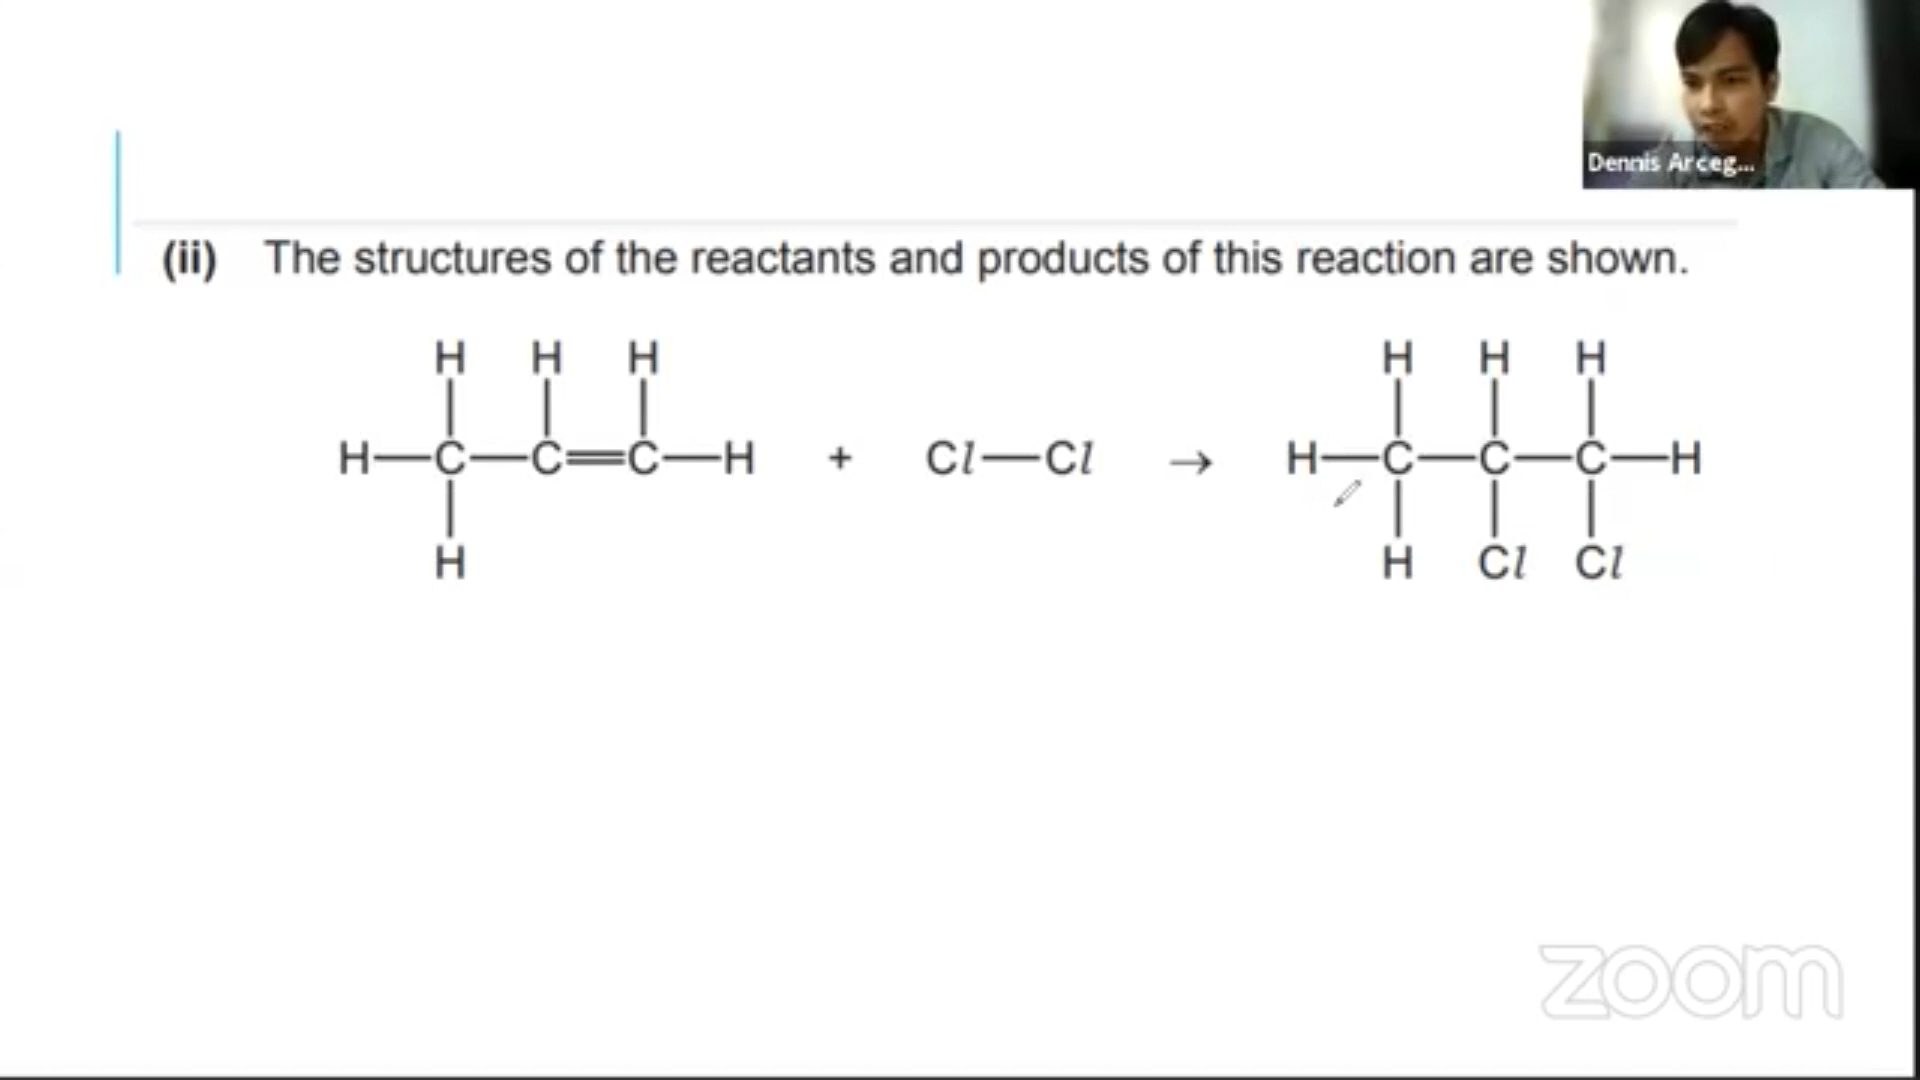 Dennis Arceg...
(ii) The structures of the reactants and products of this reaction are shown.
H H H H H H
H—C—C=C—H + Cl—Cl → H—C—C—C—H
H H Cl Cl
zoom